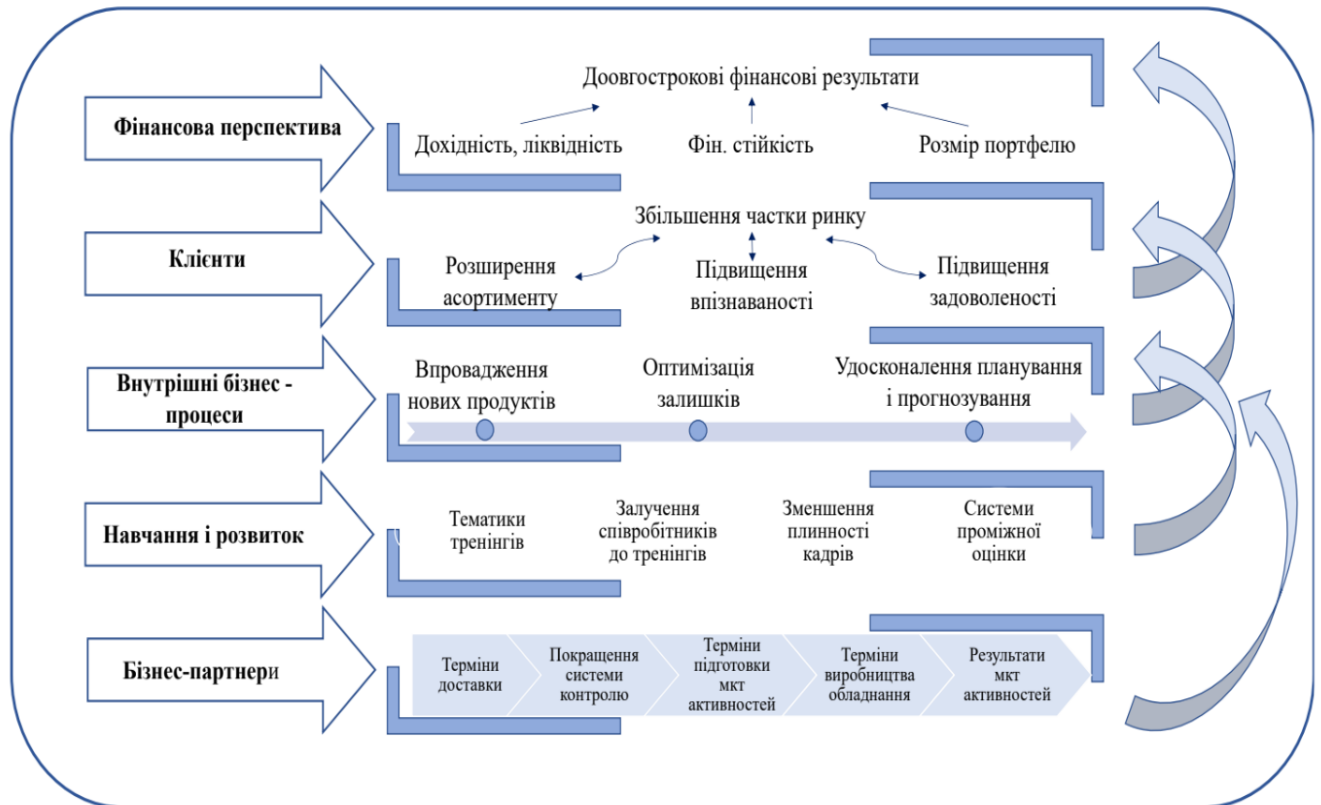 Доовгострокові фінансові результати
Фінансова перспектива
Дохідність, ліквідність
Фін. стійкість
Розмір портфелю
Збільшення частки ринку
Клієнти
Розширення
асортименту
Підвищення
впізнаваності
Підвищення
задоволеності
Внутрішні бізнес -
процеси
Впровадження
нових продуктів
Оптимізація
залишків
Удосконалення планування
і прогнозування
Навчання і розвиток
Тематики
тренінгів
Залучення
співробітників
до тренінгів
Зменшення
плинності
кадрів
Системи
проміжної
оцінки
Бізнес-партнери
Терміни
доставки
Покращення
системи
контролю
Терміни
підготовки
мкт
активностей
Терміни
виробництва
обладнання
Результати
мкт
активностей